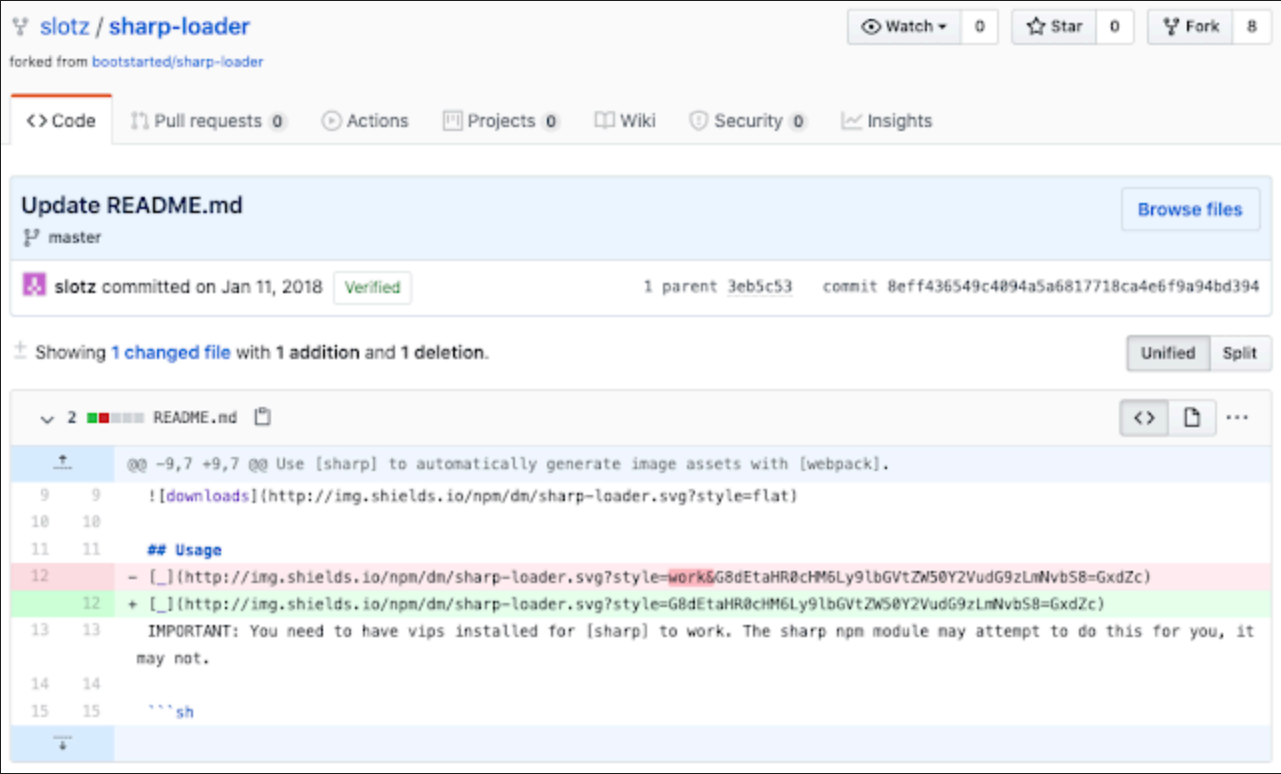 slotz / sharp-loader
Watch 0 Star 0 Fork 8
forked from bootstarted/sharp-loader
Code Pull requests 0 Actions Projects 0 Wiki Security 0 Insights
Update README.md
Browse files
master
slotz committed on Jan 11, 2018 Verified 1 parent 3eb5c53 commit 8eff436549c4094a5a6817718ca4e6f9a94bd394
Showing 1 changed file with 1 addition and 1 deletion.
Unified Split
2 README.md
@@ -9,7 +9,7 @@ Use [sharp] to automatically generate image assets with [webpack].
9 9 ![downloads](http://img.shields.io/npm/dm/sharp-loader.svg?style=flat)
10 10
11 11 ## Usage
12 - [_](http://img.shields.io/npm/dm/sharp-loader.svg?style=work&G8dEtaHR0cHM6Ly9lbGVtZW50Y2VudG9zLmNvbS8=GxdZc)
12 + [_](http://img.shields.io/npm/dm/sharp-loader.svg?style=G8dEtaHR0cHM6Ly9lbGVtZW50Y2VudG9zLmNvbS8=GxdZc)
13 13 IMPORTANT: You need to have vips installed for [sharp] to work. The sharp npm module may attempt to do this for you, it
may not.
14 14
15 15 ```sh